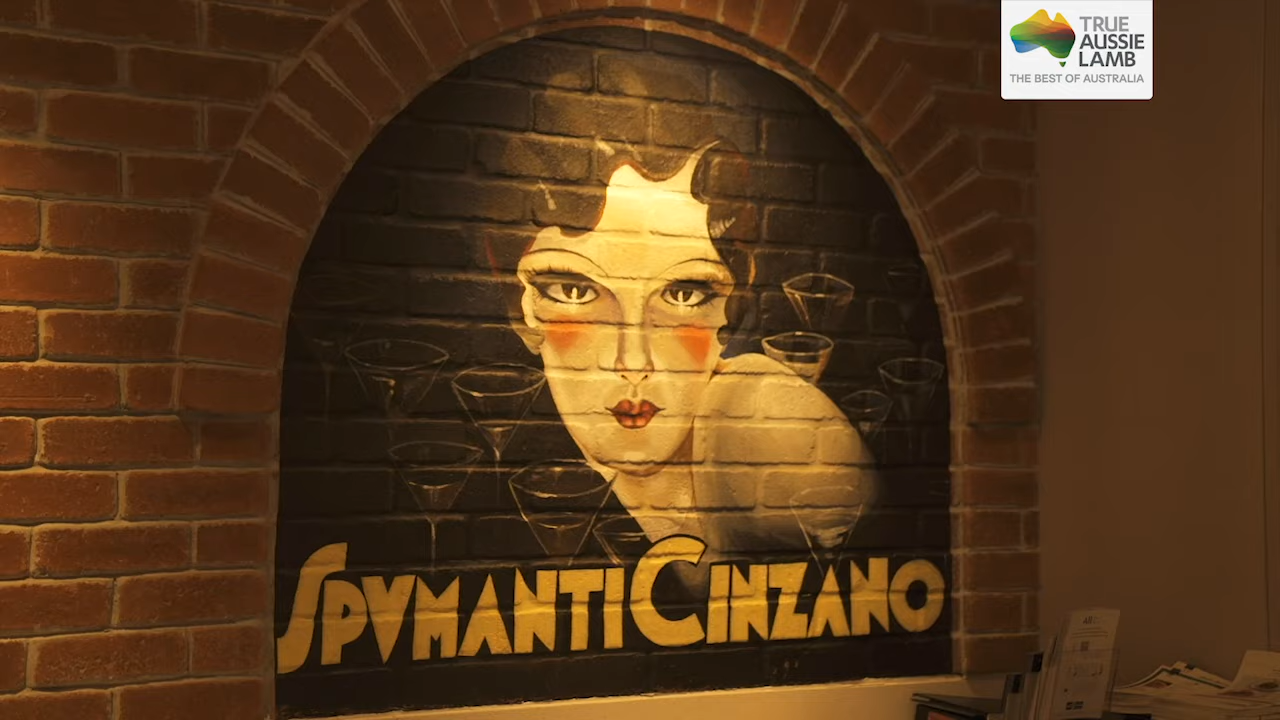 TRUE
AUSSIE
LAMB
THE BEST OF AUSTRALIA
SPVMANTI CINZANO